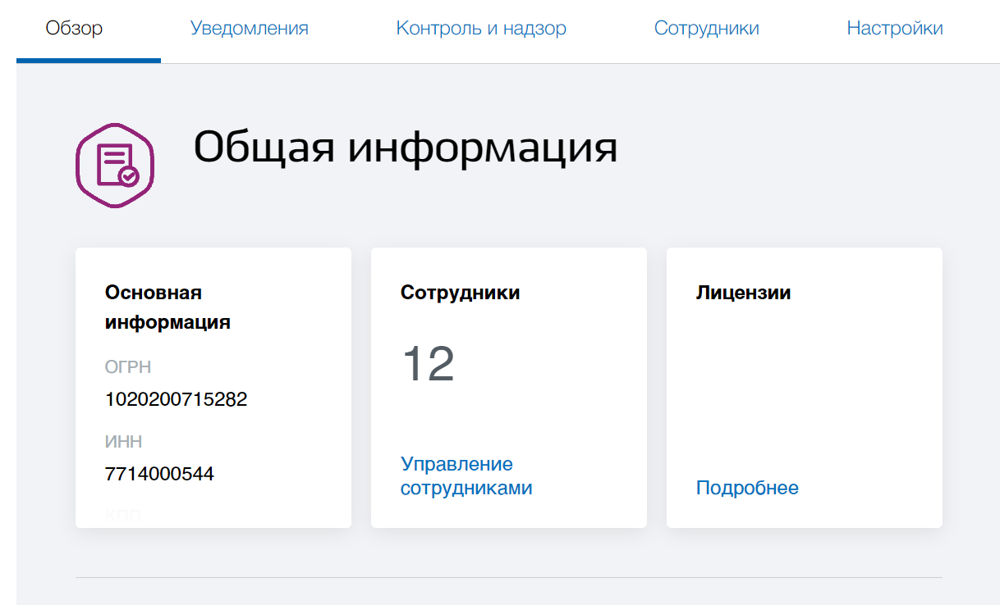 Обзор
Уведомления
Контроль и надзор
Сотрудники
Настройки
Общая информация
Основная
информация
ОГРН
1020200715282
ИНН
7714000544
КПП
Сотрудники
12
Управление
сотрудниками
Лицензии
Подробнее